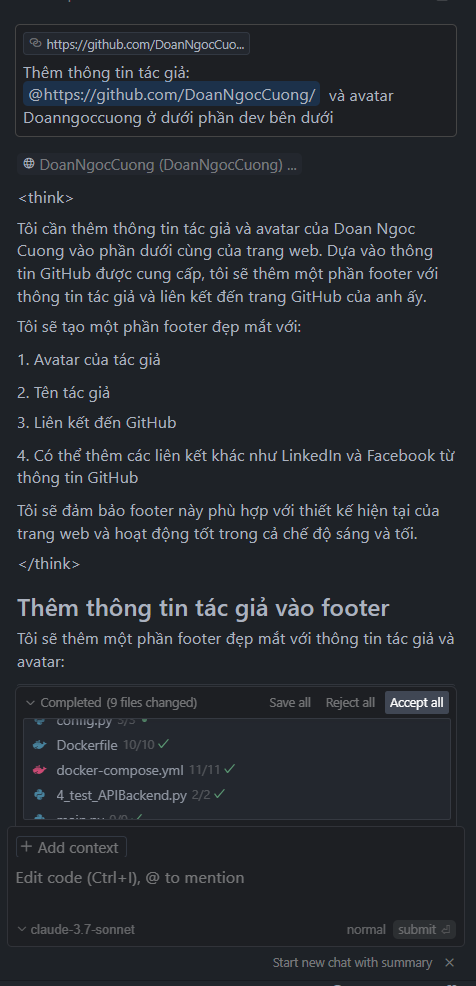 https://github.com/DoanNgocCuo...
Thêm thông tin tác giả:
@https://github.com/DoanNgocCuong/ và avatar
Doanngoccuong ở dưới phần dev bên dưới
DoanNgocCuong (DoanNgocCuong) ...
<think>
Tôi cần thêm thông tin tác giả và avatar của Doan Ngoc
Cuong vào phần dưới cùng của trang web. Dựa vào thông
tin GitHub được cung cấp, tôi sẽ thêm một phần footer với
thông tin tác giả và liên kết đến trang GitHub của anh ấy.
Tôi sẽ tạo một phần footer đẹp mắt với:
1. Avatar của tác giả
2. Tên tác giả
3. Liên kết đến GitHub
4. Có thể thêm các liên kết khác như LinkedIn và Facebook từ
thông tin GitHub
Tôi sẽ đảm bảo footer này phù hợp với thiết kế hiện tại của
trang web và hoạt động tốt trong cả chế độ sáng và tối.
</think>
Thêm thông tin tác giả vào footer
Tôi sẽ thêm một phần footer đẹp mắt với thông tin tác giả và
avatar:
Completed (9 files changed) Save all Reject all Accept all
config.py
Dockerfile 10/10
docker-compose.yml 11/11
4_test_APIBackend.py 2/2
+ Add context
Edit code (Ctrl+I), @ to mention
claude-3.7-sonnet normal submit
Start new chat with summary